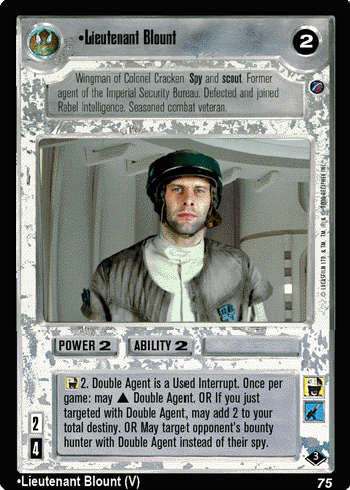 •Lieutenant Blount
2
Wingman of Colonel Cracken. Spy and scout. Former
agent of the Imperial Security Bureau. Defected and joined
Rebel Intelligence. Seasoned combat veteran.
POWER 2
ABILITY 2
2. Double Agent is a Used Interrupt. Once per
game: may ▲ Double Agent. OR If you just
targeted with Double Agent, may add 2 to your
total destiny. OR May target opponent's bounty
hunter with Double Agent instead of their spy.
2
4
3
•Lieutenant Blount (V)
75